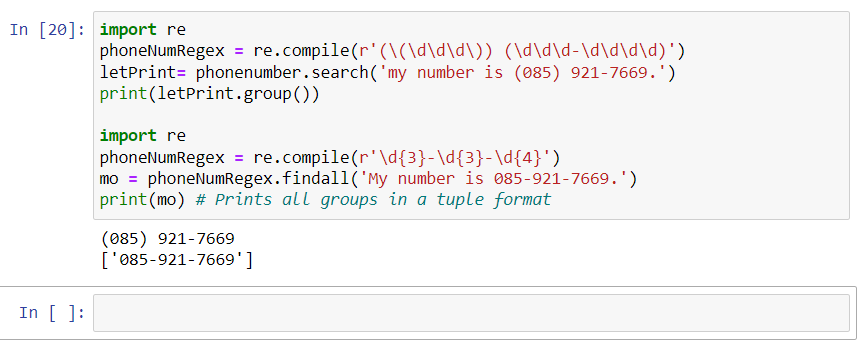 In [20]:
import re
phoneNumRegex = re.compile(r'(\(\d\d\d\)) (\d\d\d-\d\d\d\d)')
letPrint= phonenumber.search('my number is (085) 921-7669.')
print(letPrint.group())
import re
phoneNumRegex = re.compile(r'\d{3}-\d{3}-\d{4}')
mo = phoneNumRegex.findall('My number is 085-921-7669.')
print(mo) # Prints all groups in a tuple format
(085) 921-7669
['085-921-7669']
In [ ]: